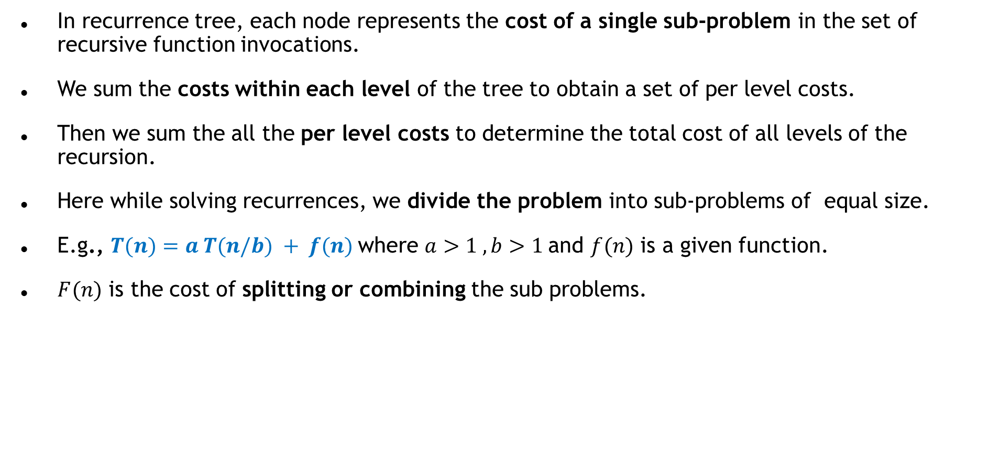 • In recurrence tree, each node represents the cost of a single sub-problem in the set of
recursive function invocations.
• We sum the costs within each level of the tree to obtain a set of per level costs.
• Then we sum the all the per level costs to determine the total cost of all levels of the
recursion.
• Here while solving recurrences, we divide the problem into sub-problems of  equal size.
• E.g., T(n) = a T(n/b) + f(n) where a > 1 , b > 1 and f(n) is a given function.
• F(n) is the cost of splitting or combining the sub problems.